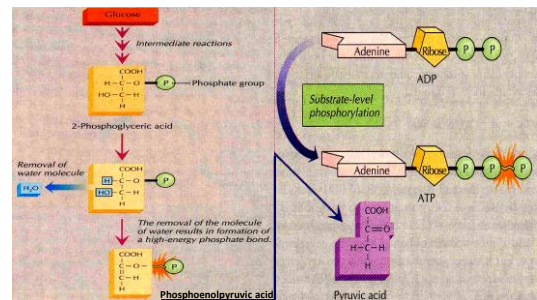 Glucose
Intermediate reactions
COOH
H — C — O — P — Phosphate group
HO — C — H
H
2-Phosphoglyceric acid
Removal of
water molecule
H₂O
COOH
H — C — O — P
HO — C — H
H
The removal of the molecule
of water results in formation of
a high-energy phosphate bond.
COOH
C — O — P
C — H
H
Phosphoenolpyruvic acid
Adenine Ribose P P
ADP
Substrate-level
phosphorylation
Adenine Ribose P P P
ATP
COOH
C = O
H — C — H
H
Pyruvic acid